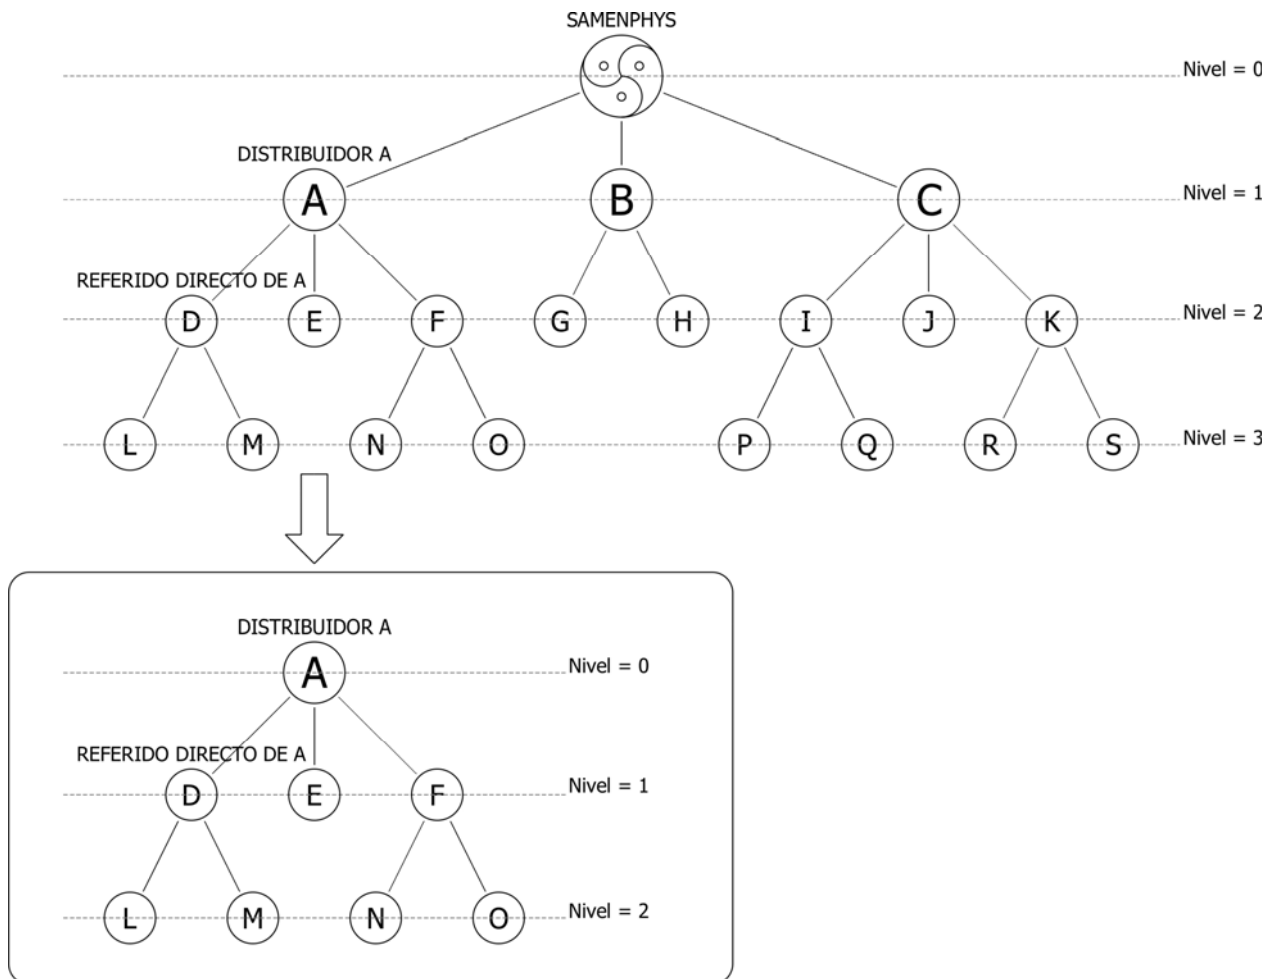 SAMENPHYS
Nivel = 0
DISTRIBUIDOR A
A B C Nivel = 1
REFERIDO DIRECTO DE A
D E F G H I J K Nivel = 2
L M N O P Q R S Nivel = 3
DISTRIBUIDOR A
A Nivel = 0
REFERIDO DIRECTO DE A
D E F Nivel = 1
L M N O Nivel = 2